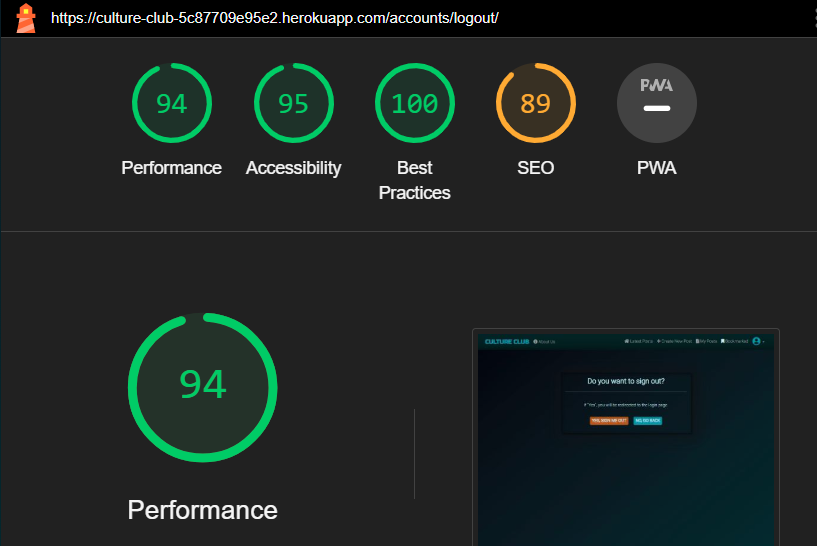 https://culture-club-5c87709e95e2.herokuapp.com/accounts/logout/
94
95
100
89
PWA
Performance
Accessibility
Best
Practices
SEO
PWA
94
Performance
CULTURE CLUB
About Us
Latest Posts
Create New Post
My Posts
Bookmarked
Do you want to sign out?
If "Yes", you will be redirected to the login page
YES, SIGN ME OUT
NO, GO BACK